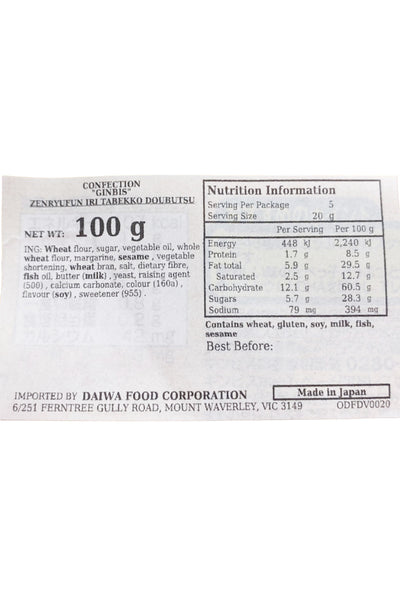 CONFECTION
"GINBIS"
ZENRYUFUN IRI TABEKKO DOUBUTSU
NET WT: 100 g
ING: Wheat flour, sugar, vegetable oil, whole
wheat flour, margarine, sesame , vegetable
shortening, wheat bran, salt, dietary fibre,
fish oil, butter (milk) , yeast, raising agent
(500) , calcium carbonate, colour (160a) ,
flavour (soy) , sweetener (955) .
Nutrition Information
Serving Per Package 5
Serving Size 20 g
Per Serving Per 100 g
Energy 448 kJ 2,240 kJ
Protein 1.7 g 8.5 g
Fat total 5.9 g 29.5 g
Saturated 2.5 g 12.7 g
Carbohydrate 12.1 g 60.5 g
Sugars 5.7 g 28.3 g
Sodium 79 mg 394 mg
Contains wheat, gluten, soy, milk, fish,
sesame
Best Before:
IMPORTED BY DAIWA FOOD CORPORATION Made in Japan
6/251 FERNTREE GULLY ROAD, MOUNT WAVERLEY, VIC 3149 ODFDV0020